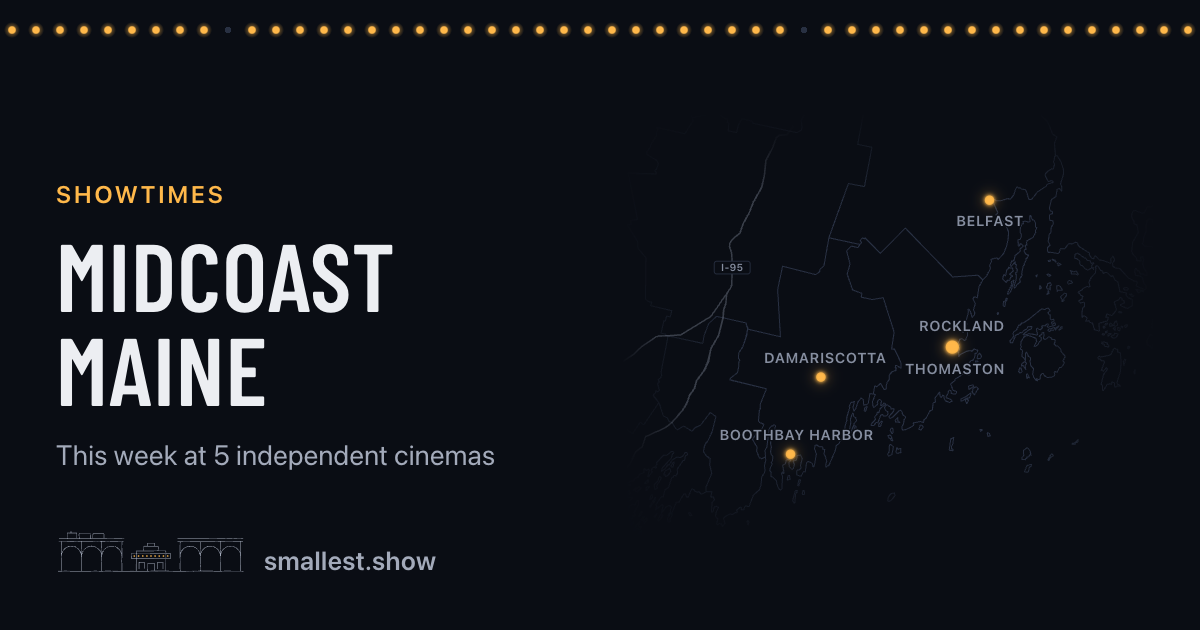 SHOWTIMES
MIDCOAST
MAINE
This week at 5 independent cinemas
smallest.show
BELFAST
I-95
ROCKLAND
DAMARISCOTTA
THOMASTON
BOOTHBAY HARBOR